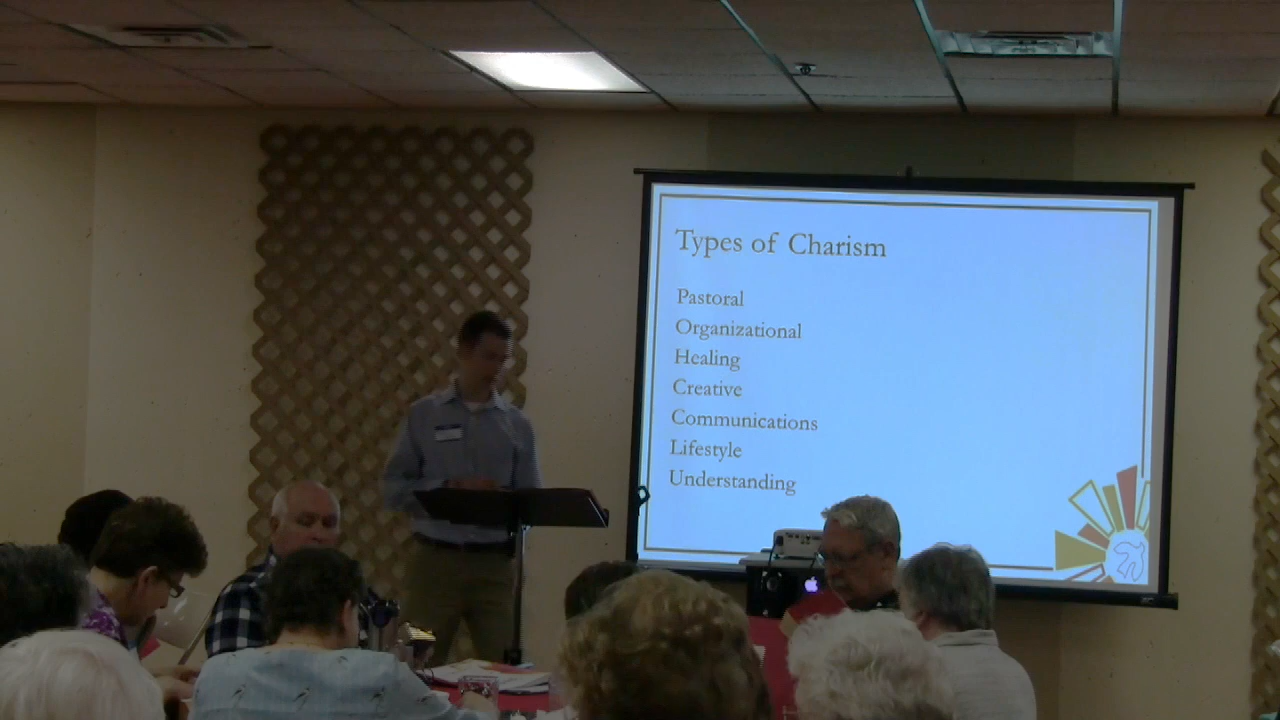 Types of Charism
Pastoral
Organizational
Healing
Creative
Communications
Lifestyle
Understanding